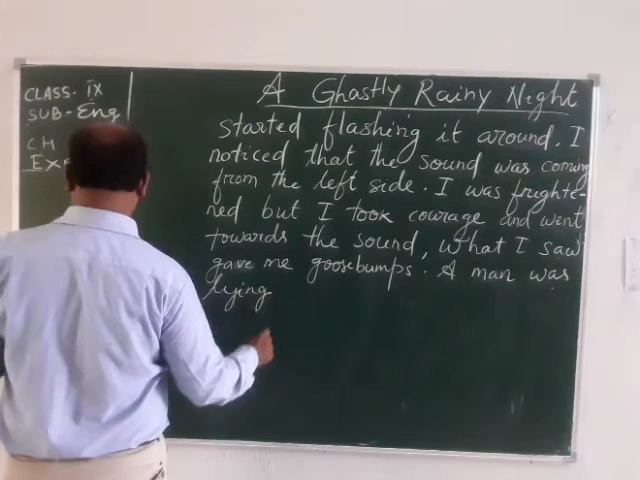 CLASS- IX
SUB- Eng
CH
A Ghastly Rainy Night
started flashing it around. I
noticed that the sound was coming
from the left side. I was frighte-
ned but I took courage and went
towards the sound, what I saw
gave me goosebumps. A man was
lying